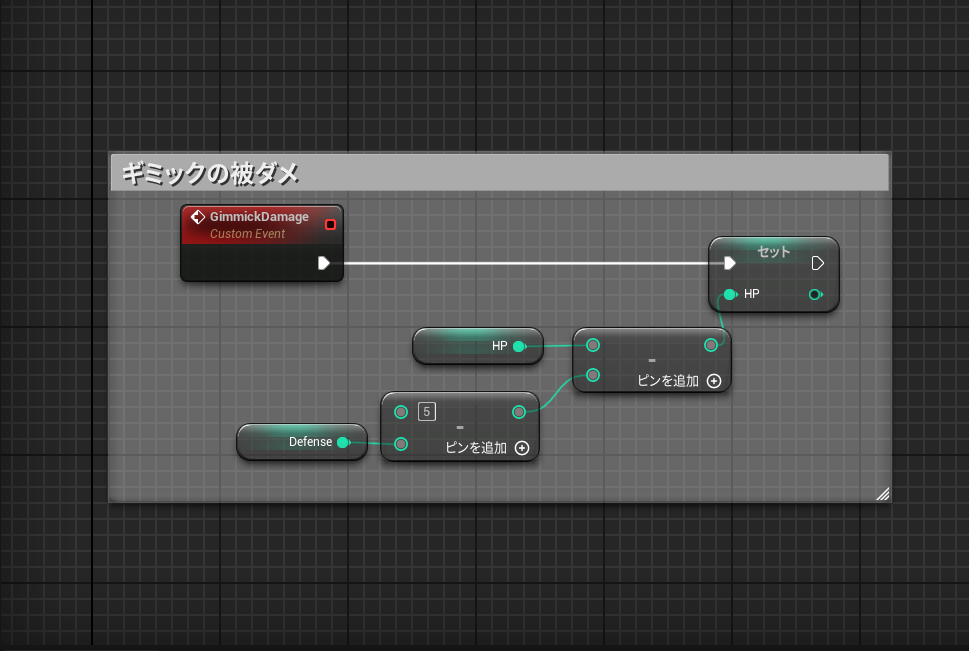 ギミックの被ダメ
GimmickDamage
Custom Event
セット
HP
HP
-
ピンを追加
5
-
ピンを追加
Defense